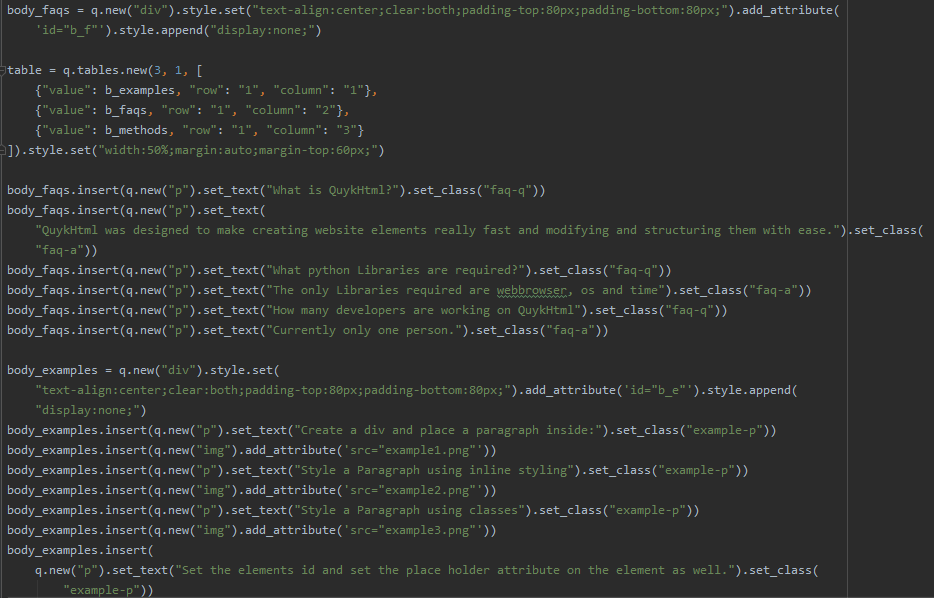 body_faqs = q.new("div").style.set("text-align:center;clear:both;padding-top:80px;padding-bottom:80px;").add_attribute(
'id="b_f"').style.append("display:none;")
table = q.tables.new(3, 1, [
{"value": b_examples, "row": "1", "column": "1"},
{"value": b_faqs, "row": "1", "column": "2"},
{"value": b_methods, "row": "1", "column": "3"}
]).style.set("width:50%;margin:auto;margin-top:60px;")
body_faqs.insert(q.new("p").set_text("What is QuykHtml?").set_class("faq-q"))
body_faqs.insert(q.new("p").set_text(
"QuykHtml was designed to make creating website elements really fast and modifying and structuring them with ease.").set_class(
"faq-a"))
body_faqs.insert(q.new("p").set_text("What python Libraries are required?").set_class("faq-q"))
body_faqs.insert(q.new("p").set_text("The only Libraries required are webbrowser, os and time").set_class("faq-a"))
body_faqs.insert(q.new("p").set_text("How many developers are working on QuykHtml").set_class("faq-q"))
body_faqs.insert(q.new("p").set_text("Currently only one person.").set_class("faq-a"))
body_examples = q.new("div").style.set(
"text-align:center;clear:both;padding-top:80px;padding-bottom:80px;").add_attribute('id="b_e"').style.append(
"display:none;")
body_examples.insert(q.new("p").set_text("Create a div and place a paragraph inside:").set_class("example-p"))
body_examples.insert(q.new("img").add_attribute('src="example1.png"'))
body_examples.insert(q.new("p").set_text("Style a Paragraph using inline styling").set_class("example-p"))
body_examples.insert(q.new("img").add_attribute('src="example2.png"'))
body_examples.insert(q.new("p").set_text("Style a Paragraph using classes").set_class("example-p"))
body_examples.insert(q.new("img").add_attribute('src="example3.png"'))
body_examples.insert(
q.new("p").set_text("Set the elements id and set the place holder attribute on the element as well.").set_class(
"example-p"))